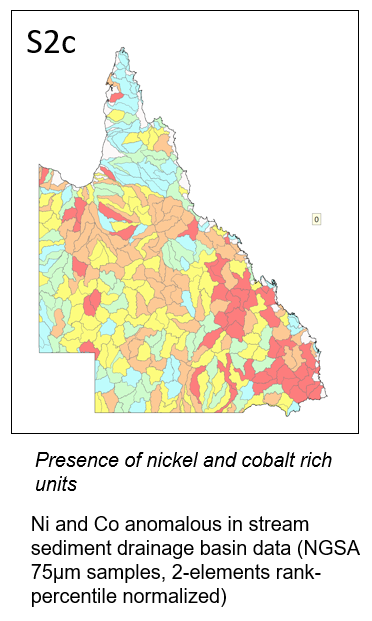 S2c
0
Presence of nickel and cobalt rich
units
Ni and Co anomalous in stream
sediment drainage basin data (NGSA
75µm samples, 2-elements rank-
percentile normalized)